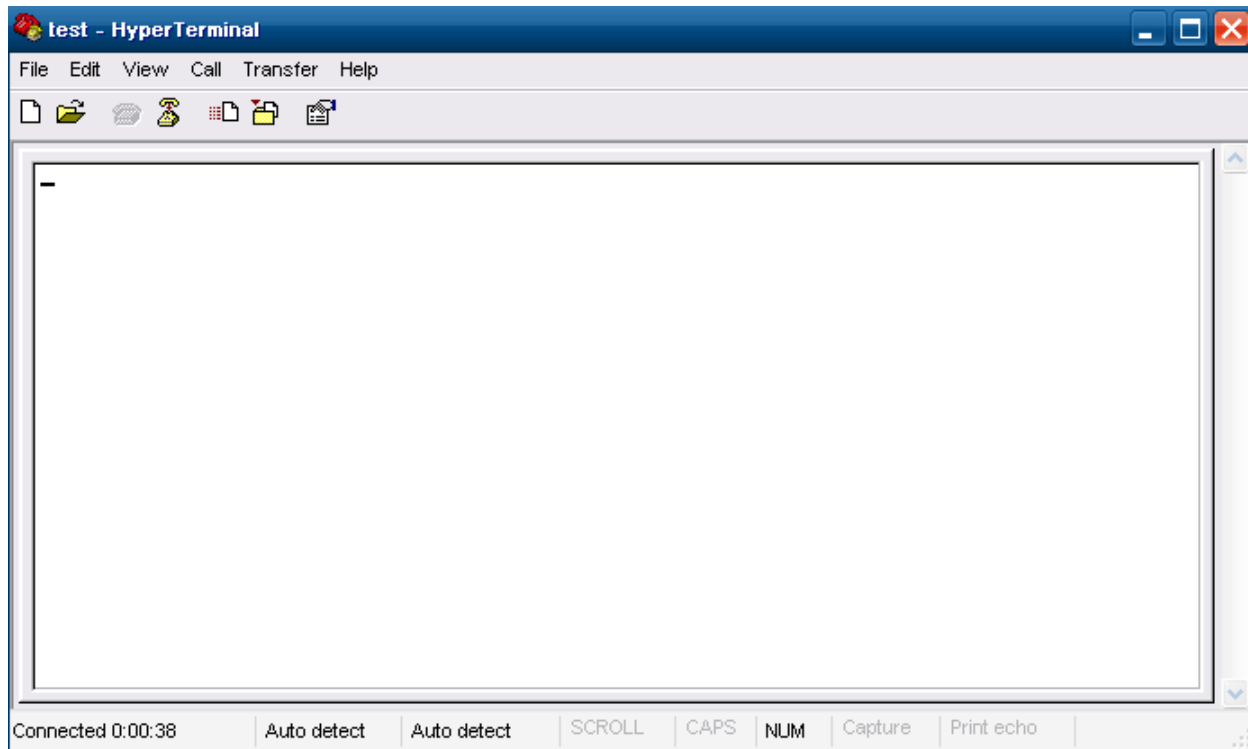 test - HyperTerminal
File Edit View Call Transfer Help
Connected 0:00:38 Auto detect Auto detect SCROLL CAPS NUM Capture Print echo